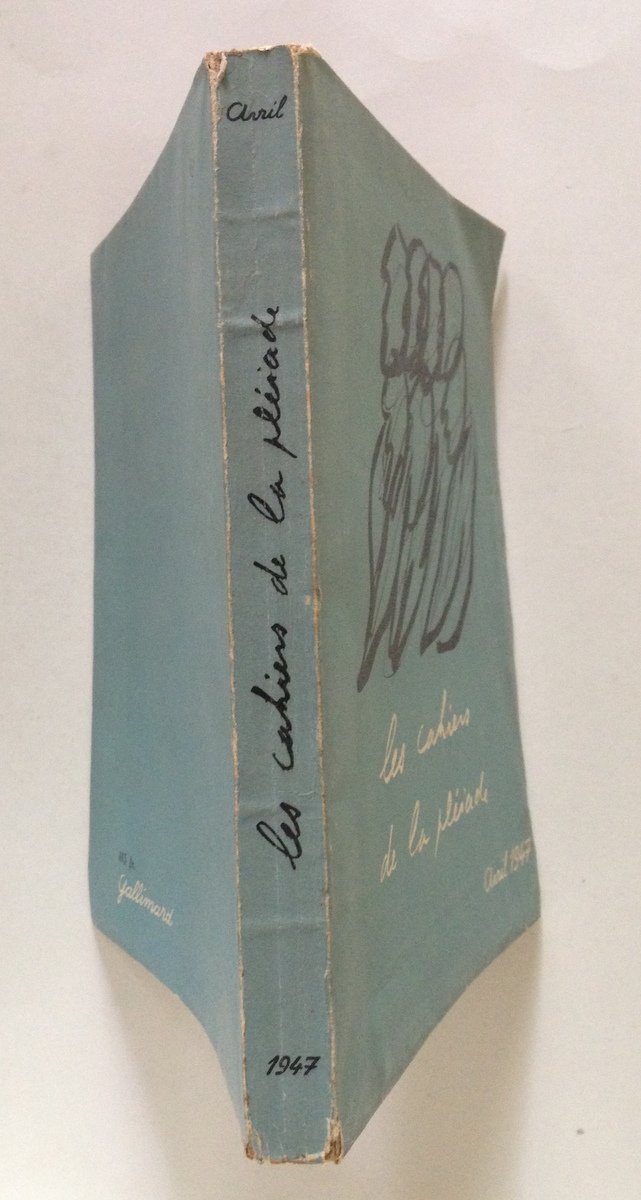 Avril
les cahiers de la pléiade
1947
les cahiers
de la pléiade
Avril 1947
Gallimard